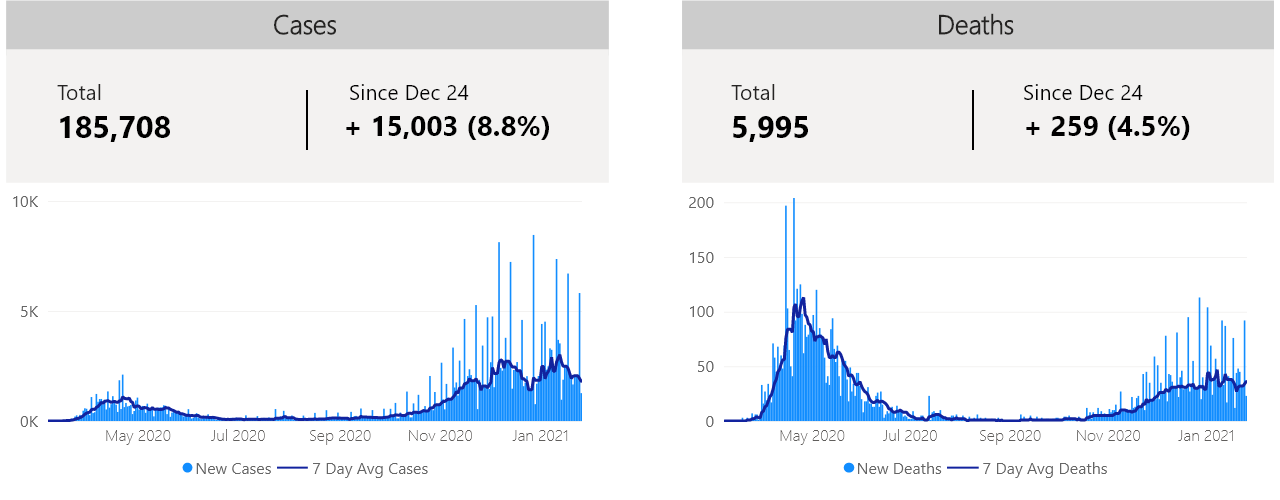 Cases
Total
185,708
Since Dec 24
+ 15,003 (8.8%)
10K
5K
0K
May 2020 Jul 2020 Sep 2020 Nov 2020 Jan 2021
New Cases 7 Day Avg Cases
Deaths
Total
5,995
Since Dec 24
+ 259 (4.5%)
200
150
100
50
0
May 2020 Jul 2020 Sep 2020 Nov 2020 Jan 2021
New Deaths 7 Day Avg Deaths